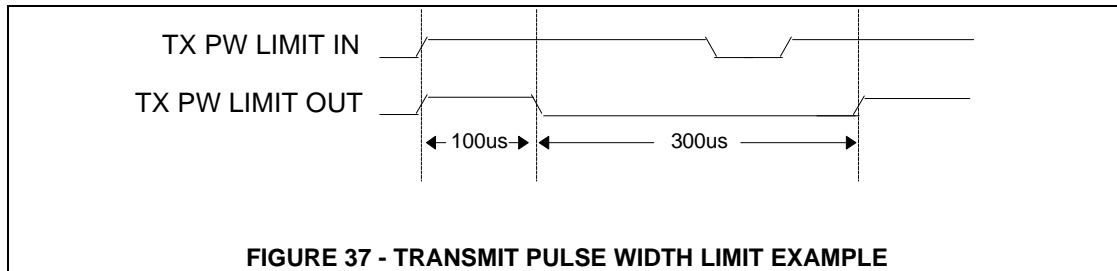 TX PW LIMIT IN
TX PW LIMIT OUT
100us
300us
FIGURE 37 - TRANSMIT PULSE WIDTH LIMIT EXAMPLE